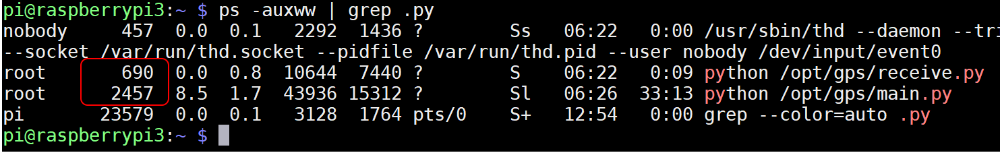 pi@raspberrypi3:~ $ ps -auxww | grep .py
nobody     457  0.0  0.1   2292  1436 ?        Ss   06:22   0:00 /usr/sbin/thd --daemon --tri
--socket /var/run/thd.socket --pidfile /var/run/thd.pid --user nobody /dev/input/event0
root       690  0.0  0.8  10644  7440 ?        S    06:22   0:09 python /opt/gps/receive.py
root      2457  8.5  1.7  43936 15312 ?        Sl   06:26  33:13 python /opt/gps/main.py
pi       23579  0.0  0.1   3128  1764 pts/0    S+   12:54   0:00 grep --color=auto .py
pi@raspberrypi3:~ $